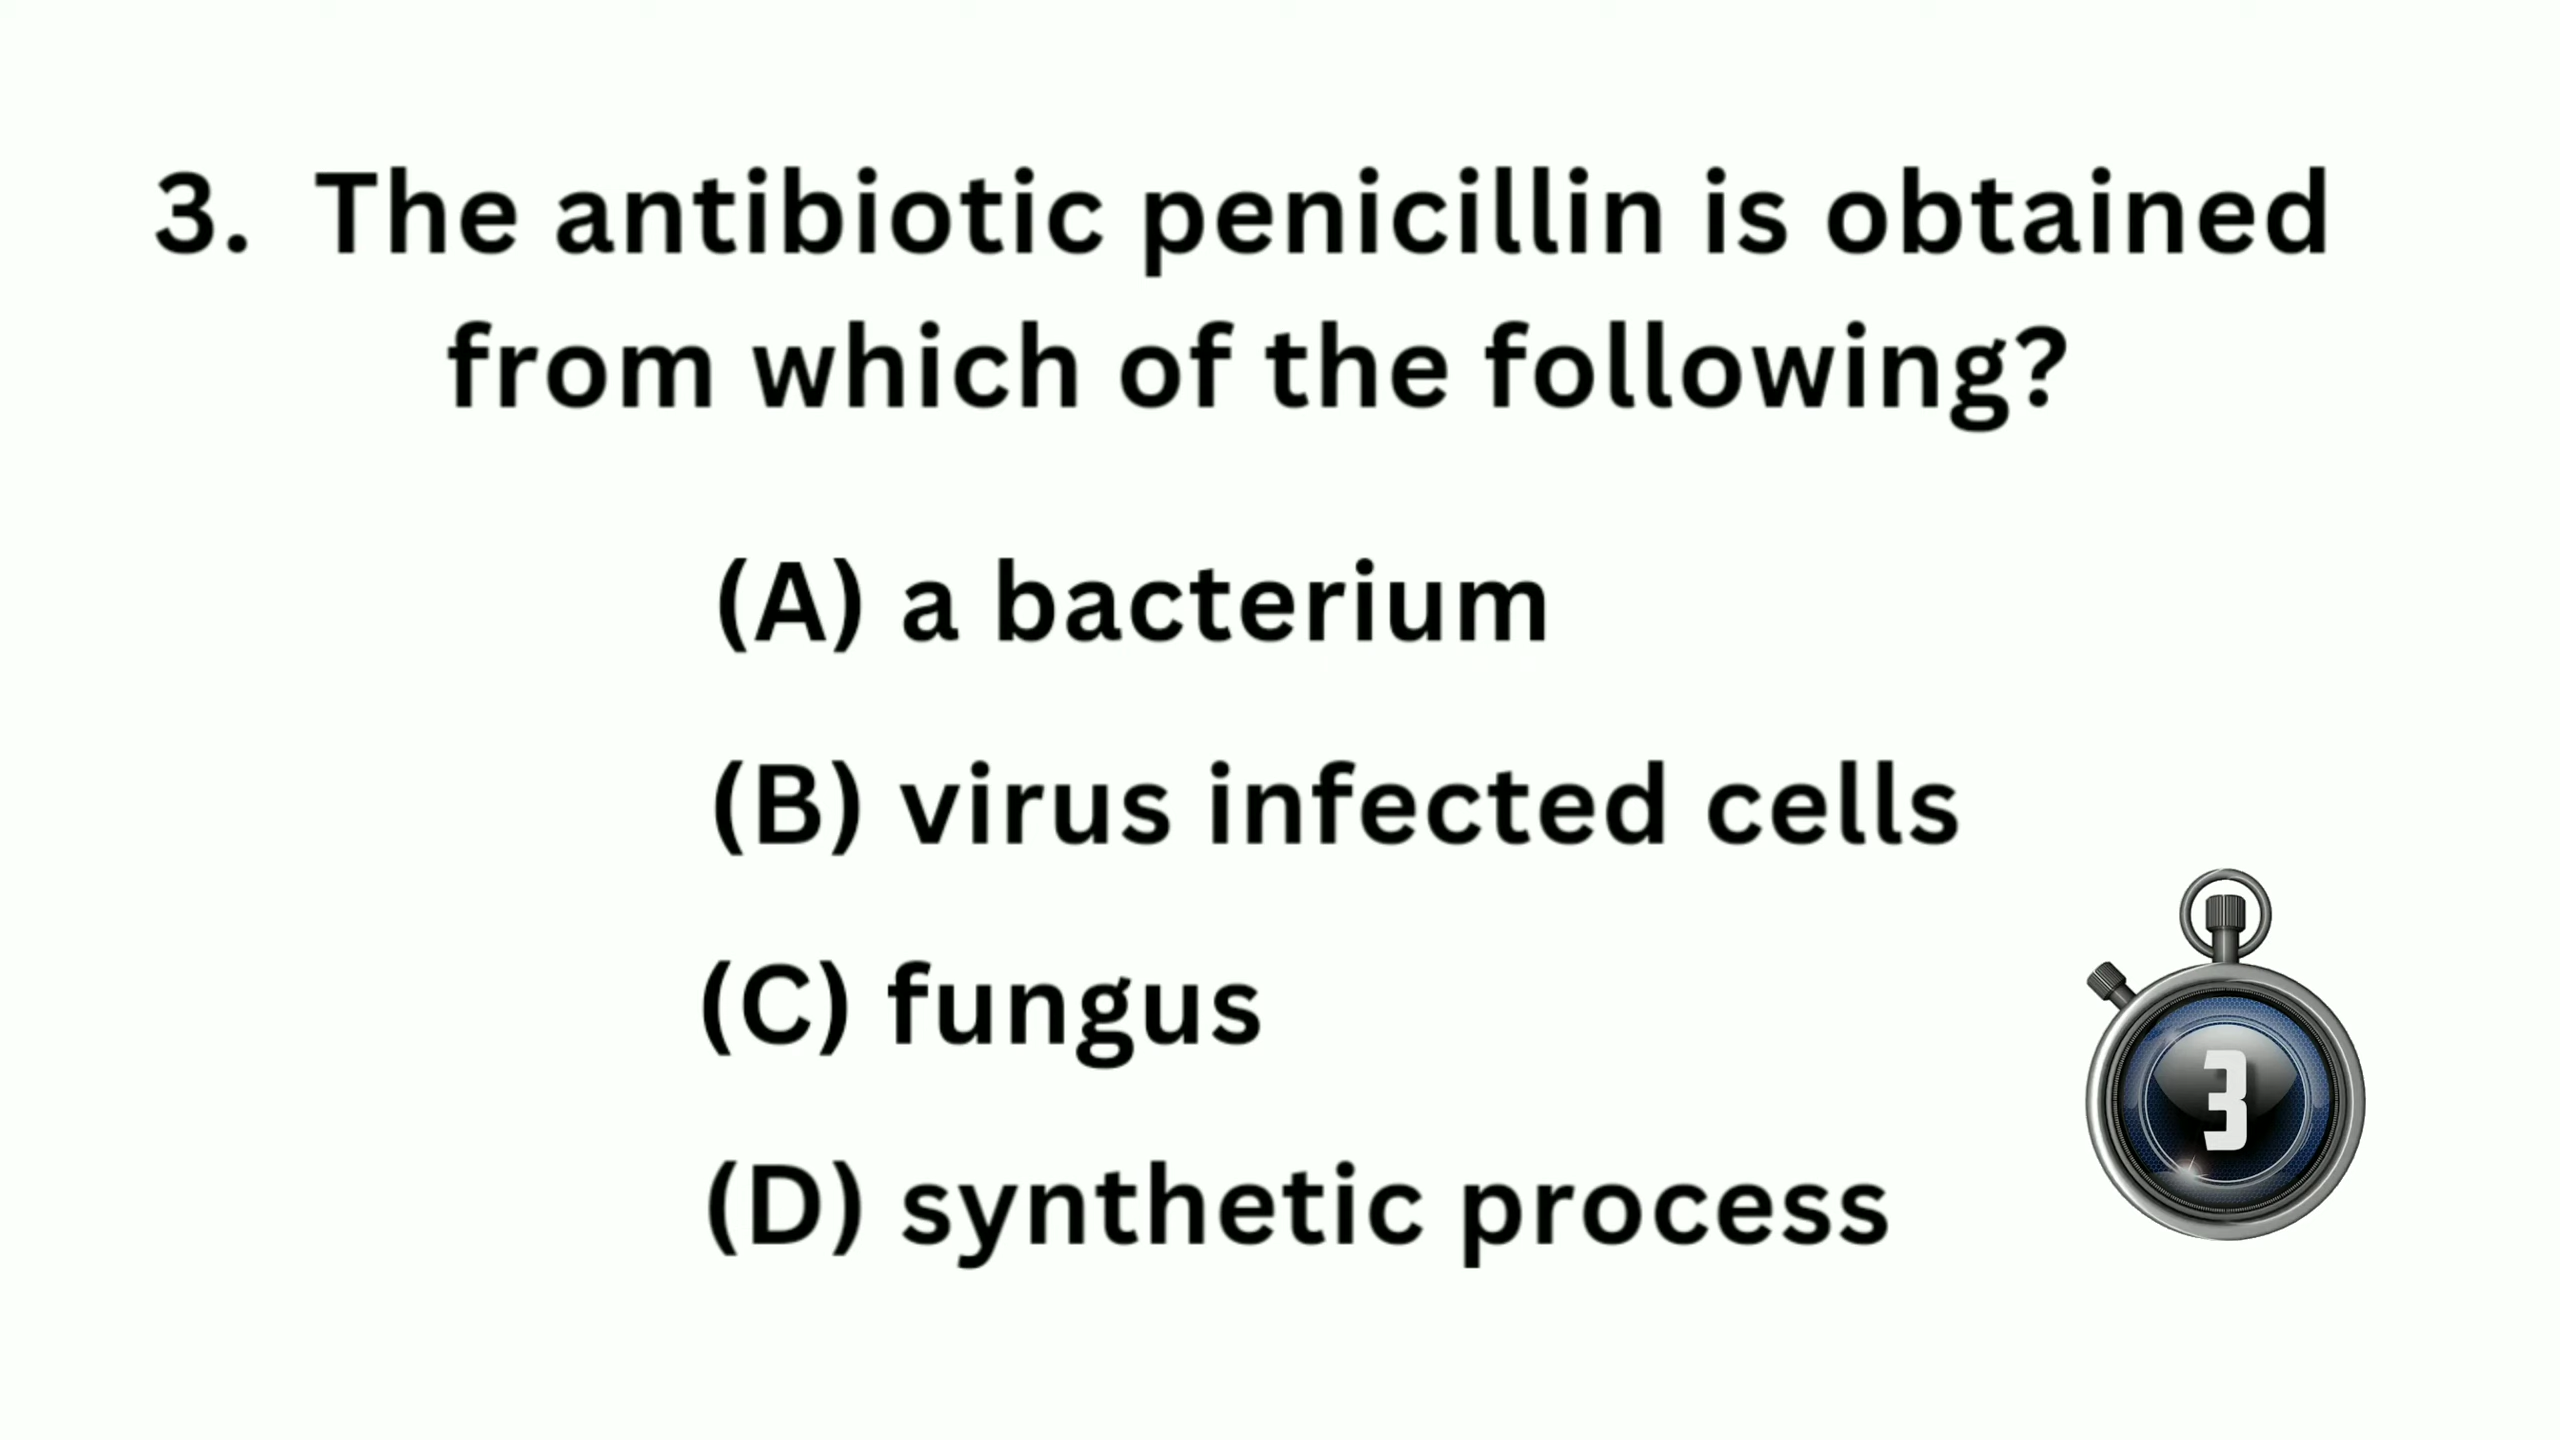 3. The antibiotic penicillin is obtained
from which of the following?
(A) a bacterium
(B) virus infected cells
(C) fungus
(D) synthetic process
3